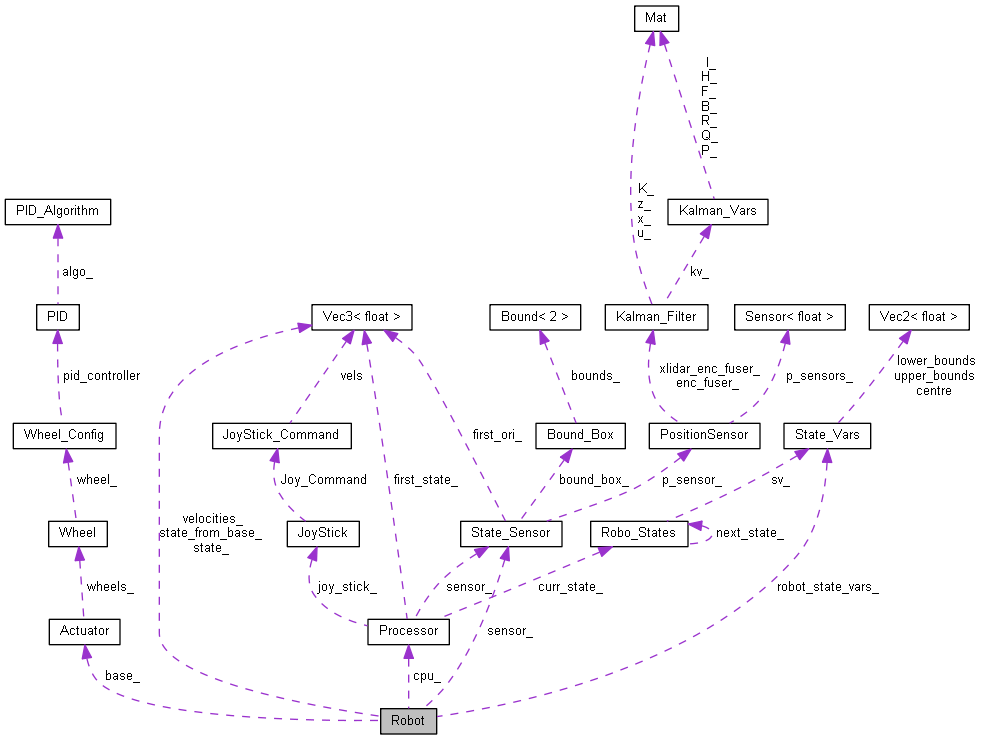 Mat
I_
H_
F_
B_
R_
Q_
P_
K_
z_
x_
u_
PID_Algorithm
Kalman_Vars
algo_
kv_
PID
Vec3< float >
Bound< 2 >
Kalman_Filter
Sensor< float >
Vec2< float >
pid_controller
vels
bounds_
xlidar_enc_fuser_
enc_fuser_
p_sensors_
lower_bounds
upper_bounds
centre
Wheel_Config
JoyStick_Command
Bound_Box
PositionSensor
State_Vars
wheel_
Joy_Command
first_state_
first_ori_
bound_box_
p_sensor_
sv_
velocities_
state_from_base_
state_
Wheel
JoyStick
State_Sensor
Robo_States
next_state_
wheels_
joy_stick_
sensor_
curr_state_
robot_state_vars_
Actuator
Processor
sensor_
base_
cpu_
Robot